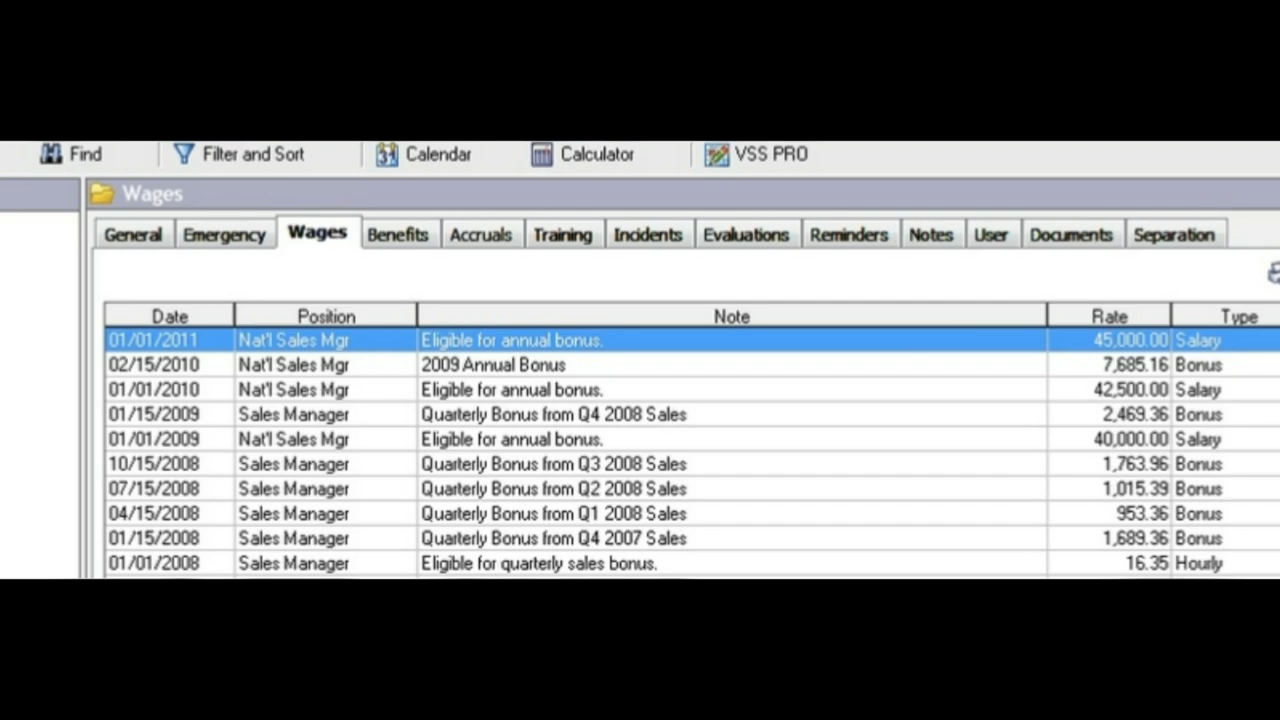 Find Filter and Sort Calendar Calculator VSS PRO
Wages
General Emergency Wages Benefits Accruals Training Incidents Evaluations Reminders Notes User Documents Separation
Date Position Note Rate Type
01/01/2011 Nat'l Sales Mgr Eligible for annual bonus. 45,000.00 Salary
02/15/2010 Nat'l Sales Mgr 2009 Annual Bonus 7,685.16 Bonus
01/01/2010 Nat'l Sales Mgr Eligible for annual bonus. 42,500.00 Salary
01/15/2009 Sales Manager Quarterly Bonus from Q4 2008 Sales 2,469.36 Bonus
01/01/2009 Nat'l Sales Mgr Eligible for annual bonus. 40,000.00 Salary
10/15/2008 Sales Manager Quarterly Bonus from Q3 2008 Sales 1,763.96 Bonus
07/15/2008 Sales Manager Quarterly Bonus from Q2 2008 Sales 1,015.39 Bonus
04/15/2008 Sales Manager Quarterly Bonus from Q1 2008 Sales 953.36 Bonus
01/15/2008 Sales Manager Quarterly Bonus from Q4 2007 Sales 1,689.36 Bonus
01/01/2008 Sales Manager Eligible for quarterly sales bonus. 16.35 Hourly